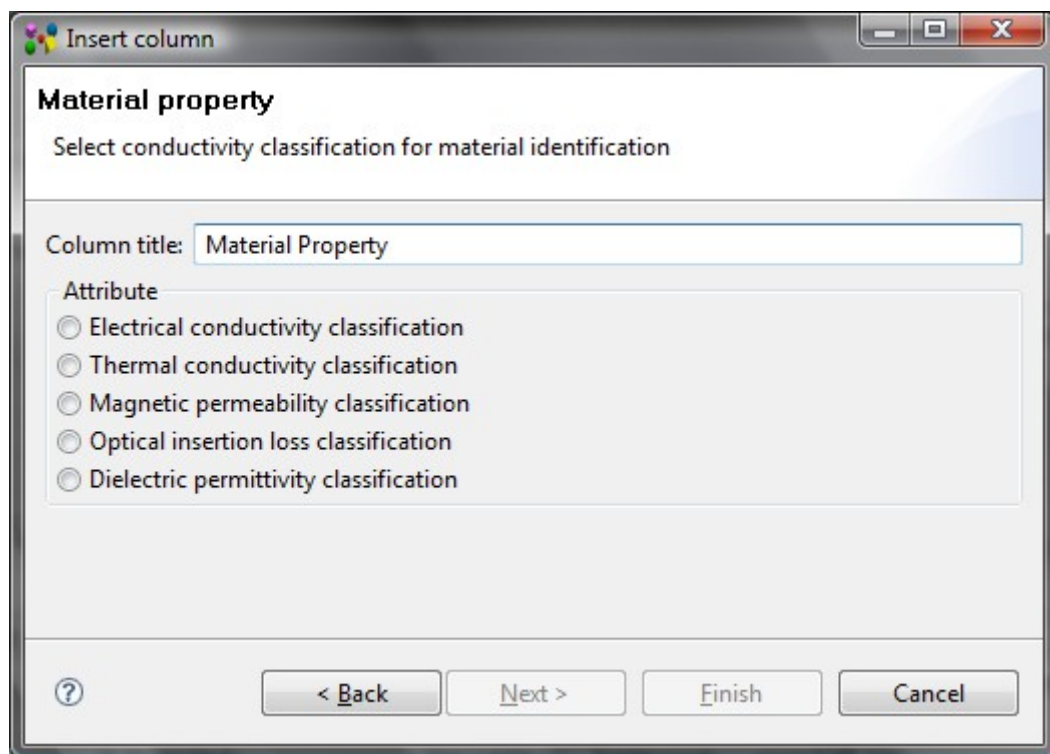 Insert column
Material property
Select conductivity classification for material identification
Column title: Material Property
Attribute
Electrical conductivity classification
Thermal conductivity classification
Magnetic permeability classification
Optical insertion loss classification
Dielectric permittivity classification
? < Back Next > Finish Cancel